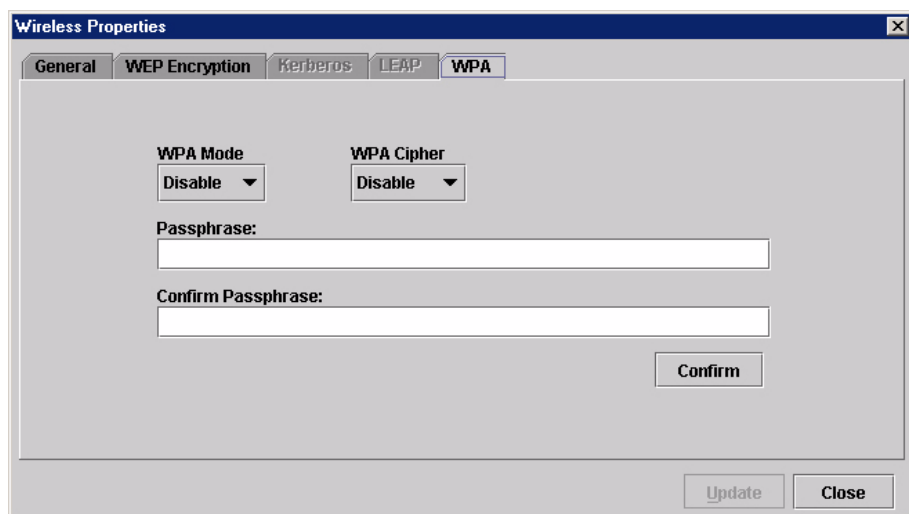 Wireless Properties
General WEP Encryption Kerberos LEAP WPA
WPA Mode WPA Cipher
Disable Disable
Passphrase:
Confirm Passphrase:
Confirm
Update Close